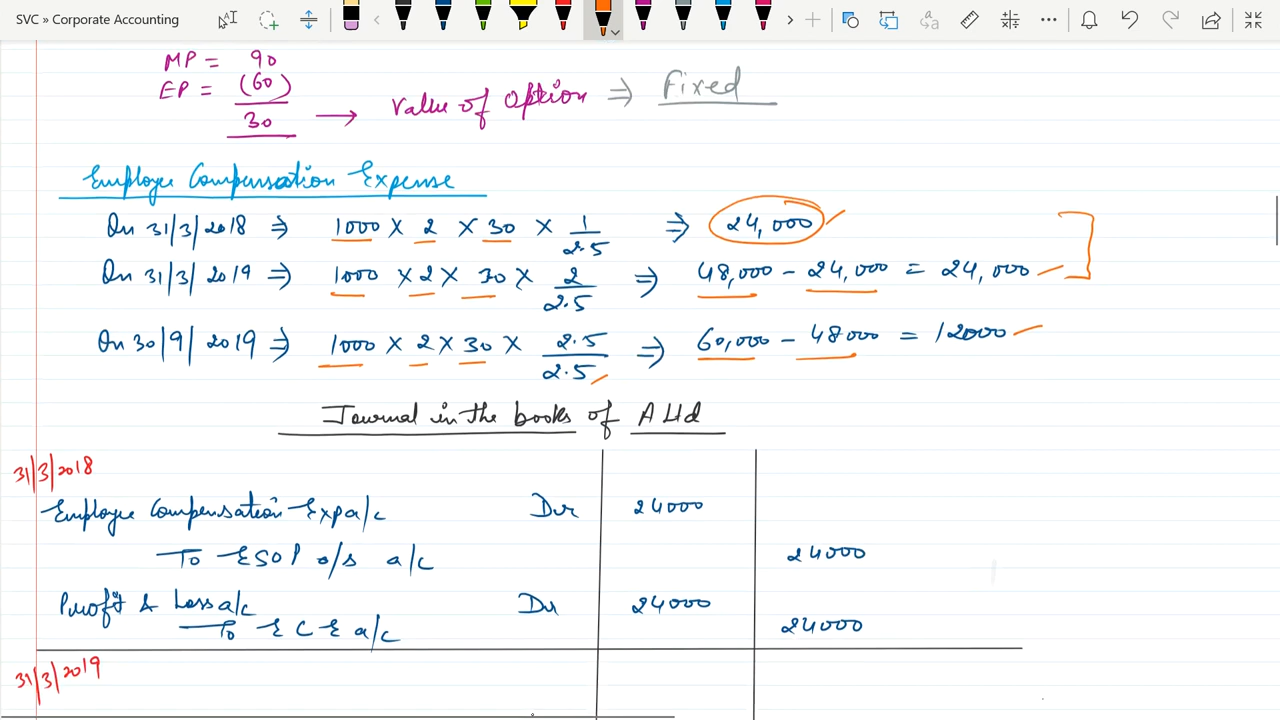 SVC » Corporate Accounting
MP = 90
EP = (60)
30 → Value of option ⇒ Fixed
Employee Compensation Expense
On 31/3/2018 ⇒ 1000 × 2 × 30 × 1/2.5 ⇒ 24,000
On 31/3/2019 ⇒ 1000 × 2 × 30 × 2/2.5 ⇒ 48,000 - 24,000 = 24,000
On 30/9/2019 ⇒ 1000 × 2 × 30 × 2.5/2.5 ⇒ 60,000 - 48000 = 12000
Journal in the books of A Ltd
31/3/2018
Employee Compensation Exp a/c Dr 24000
To ESOP o/s a/c 24000
Profit & Loss a/c Dr 24000
To E C E a/c 24000
31/3/2019